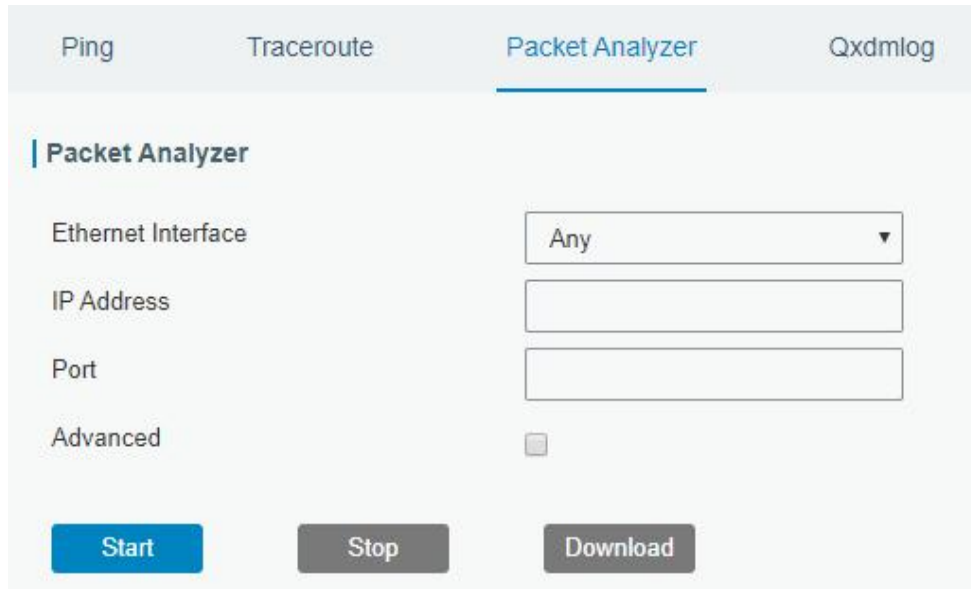 Ping Traceroute Packet Analyzer Qxdmlog
Packet Analyzer
Ethernet Interface Any
IP Address
Port
Advanced
Start Stop Download